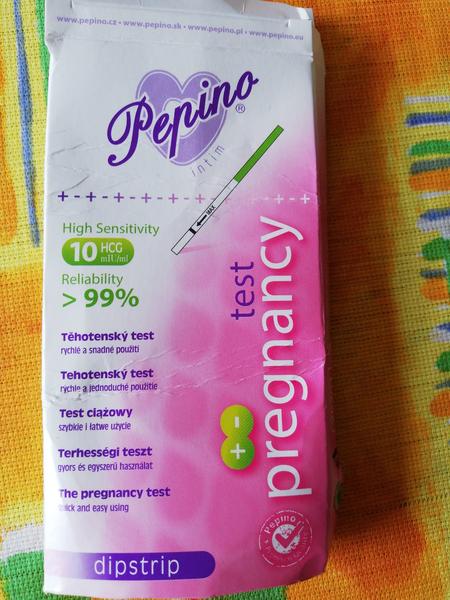 www.pepino.cz • www.pepino.sk • www.pepino.pl • www.pepino.eu
Pepino®
intim
MAX
High Sensitivity
10 HCG
mIU/ml
Reliability
> 99%
test
pregnancy
+ -
Těhotenský test
rychlé a snadné použití
Tehotenský test
rýchle a jednoduché použitie
Test ciążowy
szybkie i łatwe użycie
Terhességi teszt
gyors és egyszerű használat
The pregnancy test
quick and easy using
Pepino
dipstrip